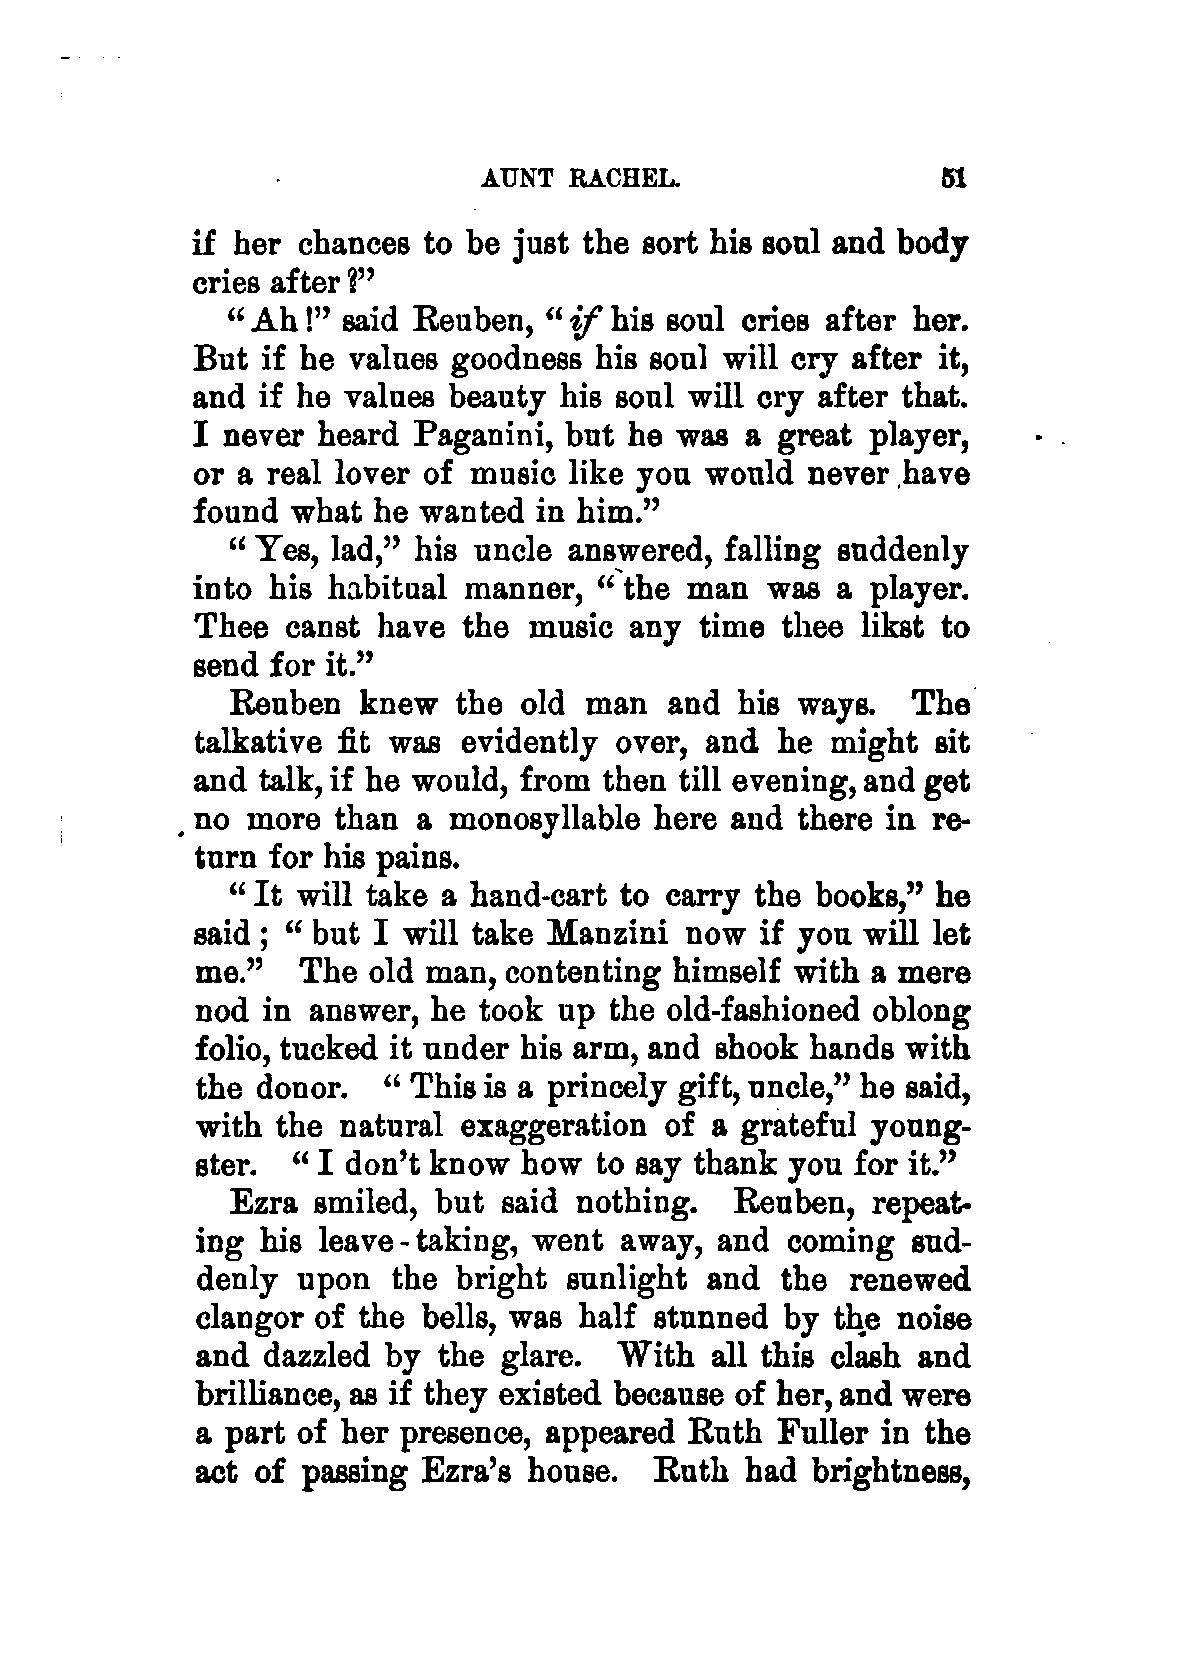 AUNT RACHEL. 51
if her chances to be just the sort his soul and body
cries after?”
“Ah!” said Reuben, “if his soul cries after her.
But if he values goodness his soul will cry after it,
and if he values beauty his soul will cry after that.
I never heard Paganini, but he was a great player,
or a real lover of music like you would never have
found what he wanted in him.”
“Yes, lad,” his uncle answered, falling suddenly
into his habitual manner, “the man was a player.
Thee canst have the music any time thee likst to
send for it.”
Reuben knew the old man and his ways. The
talkative fit was evidently over, and he might sit
and talk, if he would, from then till evening, and get
no more than a monosyllable here and there in re-
turn for his pains.
“It will take a hand-cart to carry the books,” he
said; “but I will take Manzini now if you will let
me.” The old man, contenting himself with a mere
nod in answer, he took up the old-fashioned oblong
folio, tucked it under his arm, and shook hands with
the donor. “This is a princely gift, uncle,” he said,
with the natural exaggeration of a grateful young-
ster. “I don’t know how to say thank you for it.”
Ezra smiled, but said nothing. Reuben, repeat-
ing his leave-taking, went away, and coming sud-
denly upon the bright sunlight and the renewed
clangor of the bells, was half stunned by the noise
and dazzled by the glare. With all this clash and
brilliance, as if they existed because of her, and were
a part of her presence, appeared Ruth Fuller in the
act of passing Ezra’s house. Ruth had brightness,